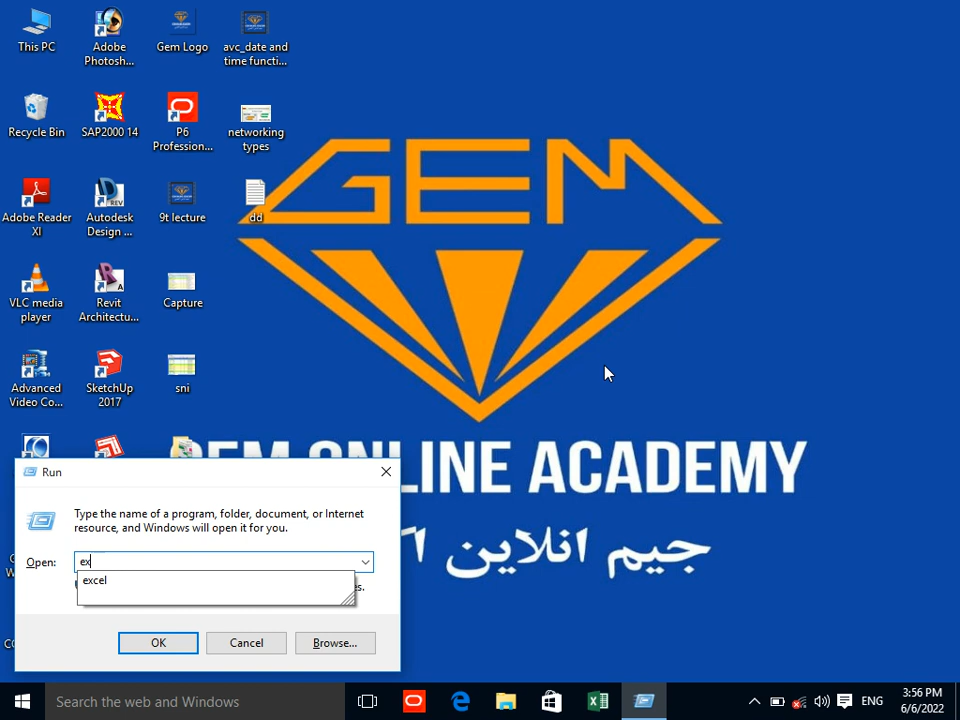 This PC
Adobe
Photosh...
Gem Logo
avc_date and
time functi...
Recycle Bin
SAP2000 14
P6
Profession...
networking
types
Adobe Reader
XI
Autodesk
Design ...
9t lecture
dd
VLC media
player
Revit
Architectu...
Capture
Advanced
Video Co...
SketchUp
2017
sni
GEM
ONLINE ACADEMY
جيم انلاين
Run
Type the name of a program, folder, document, or Internet
resource, and Windows will open it for you.
Open:
ex
excel
OK
Cancel
Browse...
Search the web and Windows
ENG
3:56 PM
6/6/2022